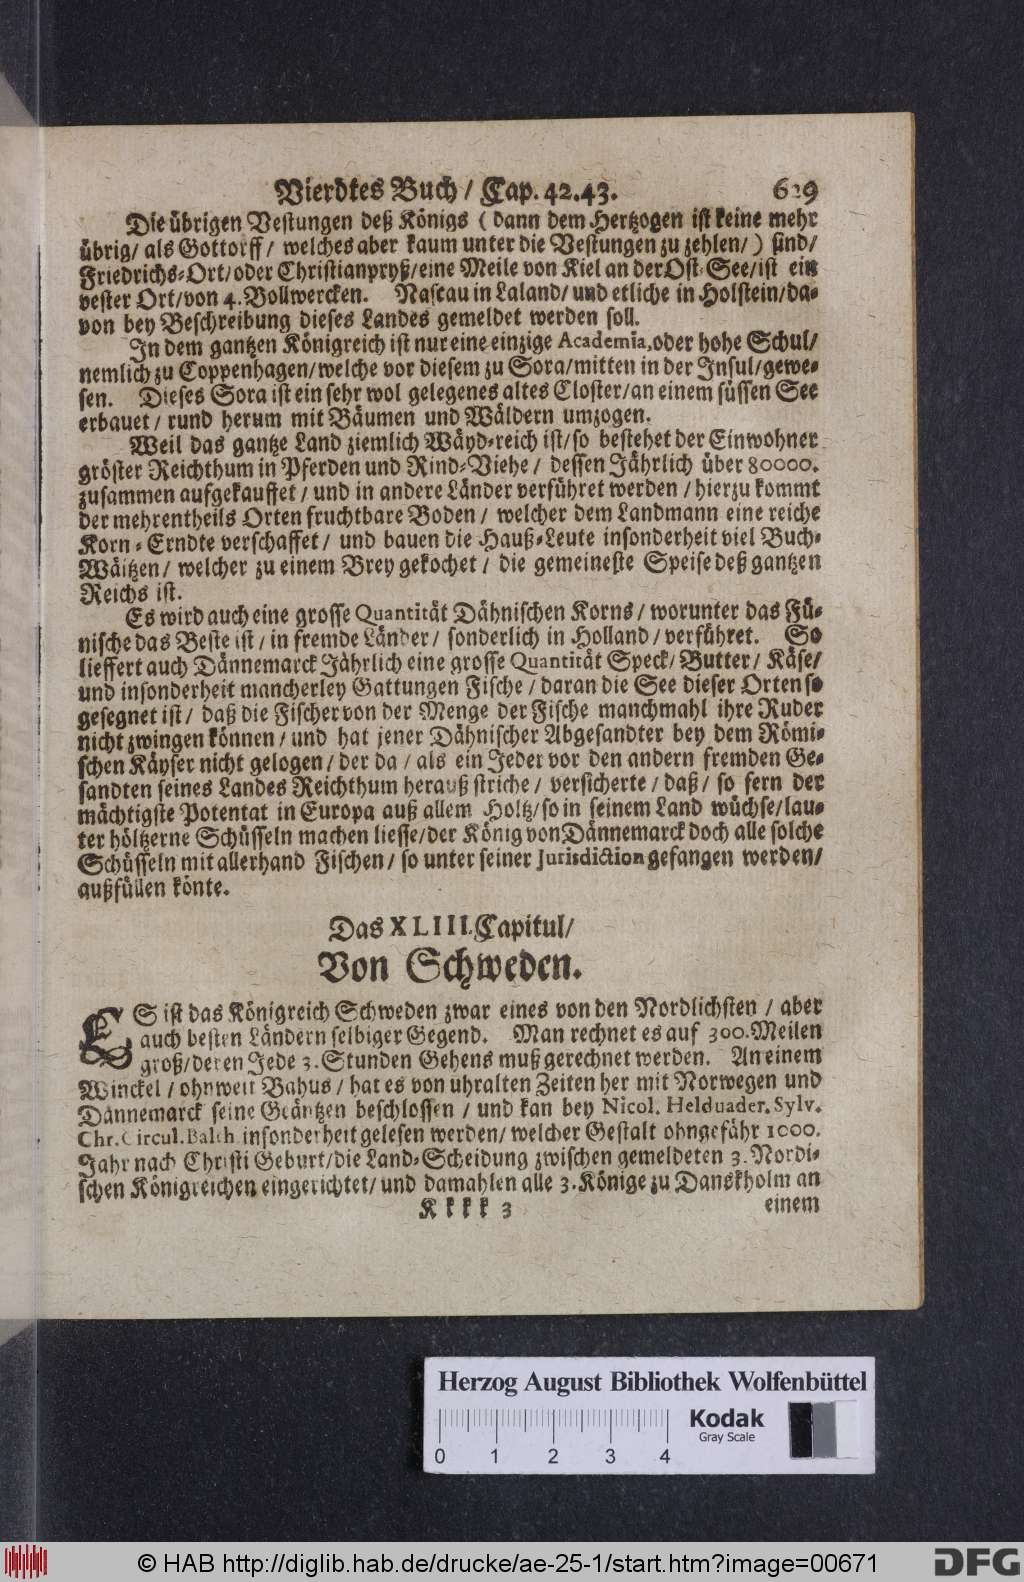 Vierdtes Buch / Cap. 42.43. 629
Die übrigen Vestungen deß Königs ( dann dem Hertzogen ist keine mehr
übrig/ als Gottorff / welches aber kaum unter die Vestungen zu zehlen/ ) sind/
Friedrichs-Ort/oder Christianpryß/eine Meile von Kiel an der Ost-See/ist ein
vester Ort/von 4. Bollwercken. Nascau in Laland/ und etliche in Holstein/da-
von bey Beschreibung dieses Landes gemeldet werden soll.
In dem gantzen Königreich ist nur eine einzige Academia, oder hohe Schul/
nemlich zu Coppenhagen/welche vor diesem zu Sora/mitten in der Insul/gewe-
sen. Dieses Sora ist ein sehr wol gelegenes altes Closter/an einem süssen See
erbauet / rund herum mit Bäumen und Wäldern umzogen.
Weil das gantze Land ziemlich Wäyd-reich ist/so bestehet der Einwohner
gröster Reichthum in Pferden und Rind-Viehe / dessen Jährlich über 80000.
zusammen aufgekauffet / und in andere Länder verführet werden / hierzu kommt
der mehrentheils Orten fruchtbare Boden / welcher dem Landmann eine reiche
Korn-Erndte verschaffet / und bauen die Hauß-Leute insonderheit viel Buch-
Wäitzen / welcher zu einem Brey gekochet / die gemeineste Speise deß gantzen
Reichs ist.
Es wird auch eine grosse Quantität Dähnischen Korns / worunter das Fü-
nische das Beste ist / in fremde Länder / sonderlich in Holland / verführet. So
lieffert auch Dännemarck Jährlich eine grosse Quantität Speck/ Butter / Käse/
und insonderheit mancherley Gattungen Fische / daran die See dieser Orten so
gesegnet ist / daß die Fischer von der Menge der Fische manchmahl ihre Ruder
nicht zwingen können / und hat jener Dähnischer Abgesandter bey dem Römi-
schen Käyser nicht gelogen / der da / als ein Jeder vor den andern fremden Ge-
sandten seines Landes Reichthum herauß striche / versicherte / daß / so fern der
mächtigste Potentat in Europa auß allem Holtz/so in seinem Land wüchse/lau-
ter höltzerne Schüsseln machen liesse/der König von Dännemarck doch alle solche
Schüsseln mit allerhand Fischen / so unter seiner Jurisdiction gefangen werden/
außfüllen könte.
Das XLIII. Capitul/
Von Schweden.
ES ist das Königreich Schweden zwar eines von den Nordlichsten / aber
auch besten Ländern selbiger Gegend. Man rechnet es auf 300. Meilen
groß/deren Jede 3. Stunden Gehens muß gerechnet werden. An einem
Winckel / ohnweit Bahus / hat es von uhralten Zeiten her mit Norwegen und
Dännemarck seine Gräntzen beschlossen / und kan bey Nicol. Helduader. Sylv.
Chr. Circul. Balth. insonderheit gelesen werden/ welcher Gestalt ohngefähr 1000.
Jahr nach Christi Geburt/die Land-Scheidung zwischen gemeldeten 3. Nordi-
schen Königreichen eingerichtet/ und damahlen alle 3. Könige zu Danskholm an
Kkkk 3 einem
Herzog August Bibliothek Wolfenbüttel
Kodak
Gray Scale
0 1 2 3 4
© HAB http://diglib.hab.de/drucke/ae-25-1/start.htm?image=00671
DFG